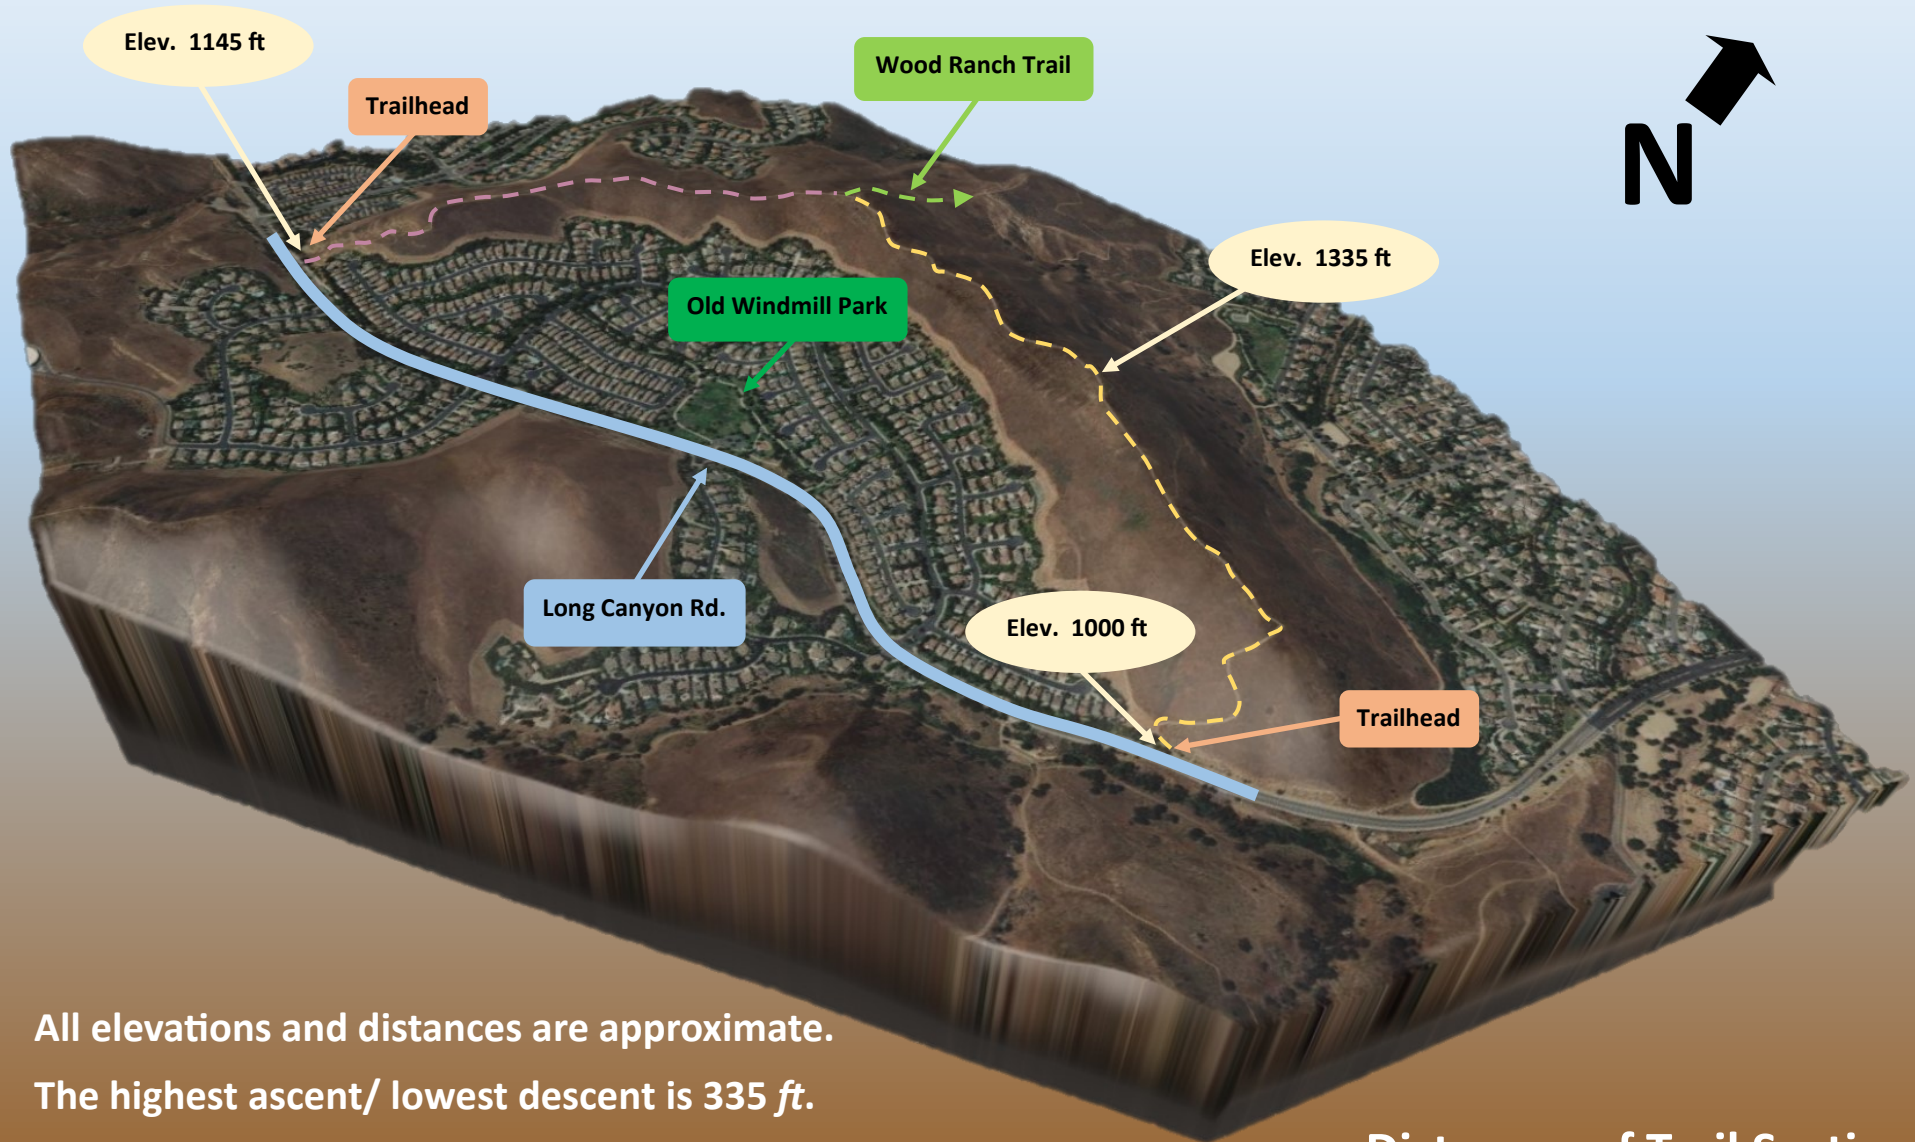 Elev. 1145 ft
Trailhead
Wood Ranch Trail
N
Elev. 1335 ft
Old Windmill Park
Long Canyon Rd.
Elev. 1000 ft
Trailhead
All elevations and distances are approximate.
The highest ascent/ lowest descent is 335 ft.